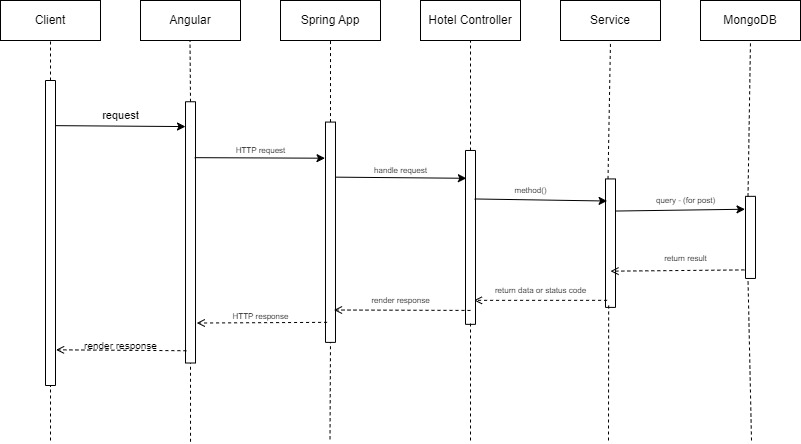 Client
Angular
Spring App
Hotel Controller
Service
MongoDB
request
HTTP request
handle request
method()
query - (for post)
return result
return data or status code
render response
HTTP response
render response